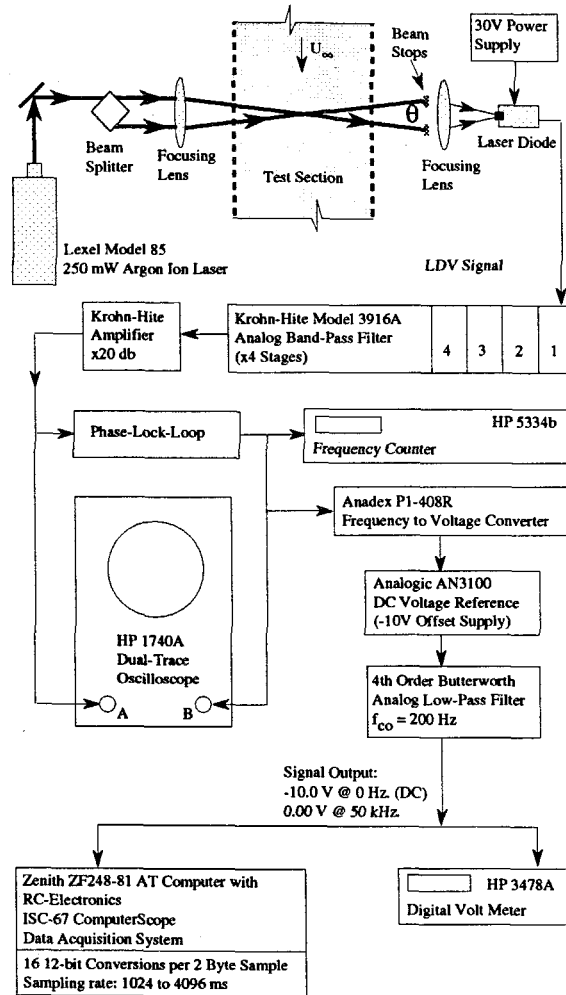 30V Power
Supply
Beam
Stops
U∞
θ
Beam
Splitter
Focusing
Lens
Test Section
Focusing
Lens
Laser Diode
Lexel Model 85
250 mW Argon Ion Laser
LDV Signal
Krohn-Hite
Amplifier
x20 db
Krohn-Hite Model 3916A
Analog Band-Pass Filter
(x4 Stages)
4 3 2 1
Phase-Lock-Loop
HP 5334b
Frequency Counter
Anadex P1-408R
Frequency to Voltage Converter
Analogic AN3100
DC Voltage Reference
(-10V Offset Supply)
HP 1740A
Dual-Trace
Oscilloscope
A B
4th Order Butterworth
Analog Low-Pass Filter
fco = 200 Hz
Signal Output:
-10.0 V @ 0 Hz. (DC)
0.00 V @ 50 kHz.
Zenith ZF248-81 AT Computer with
RC-Electronics
ISC-67 ComputerScope
Data Acquisition System
16 12-bit Conversions per 2 Byte Sample
Sampling rate: 1024 to 4096 ms
HP 3478A
Digital Volt Meter